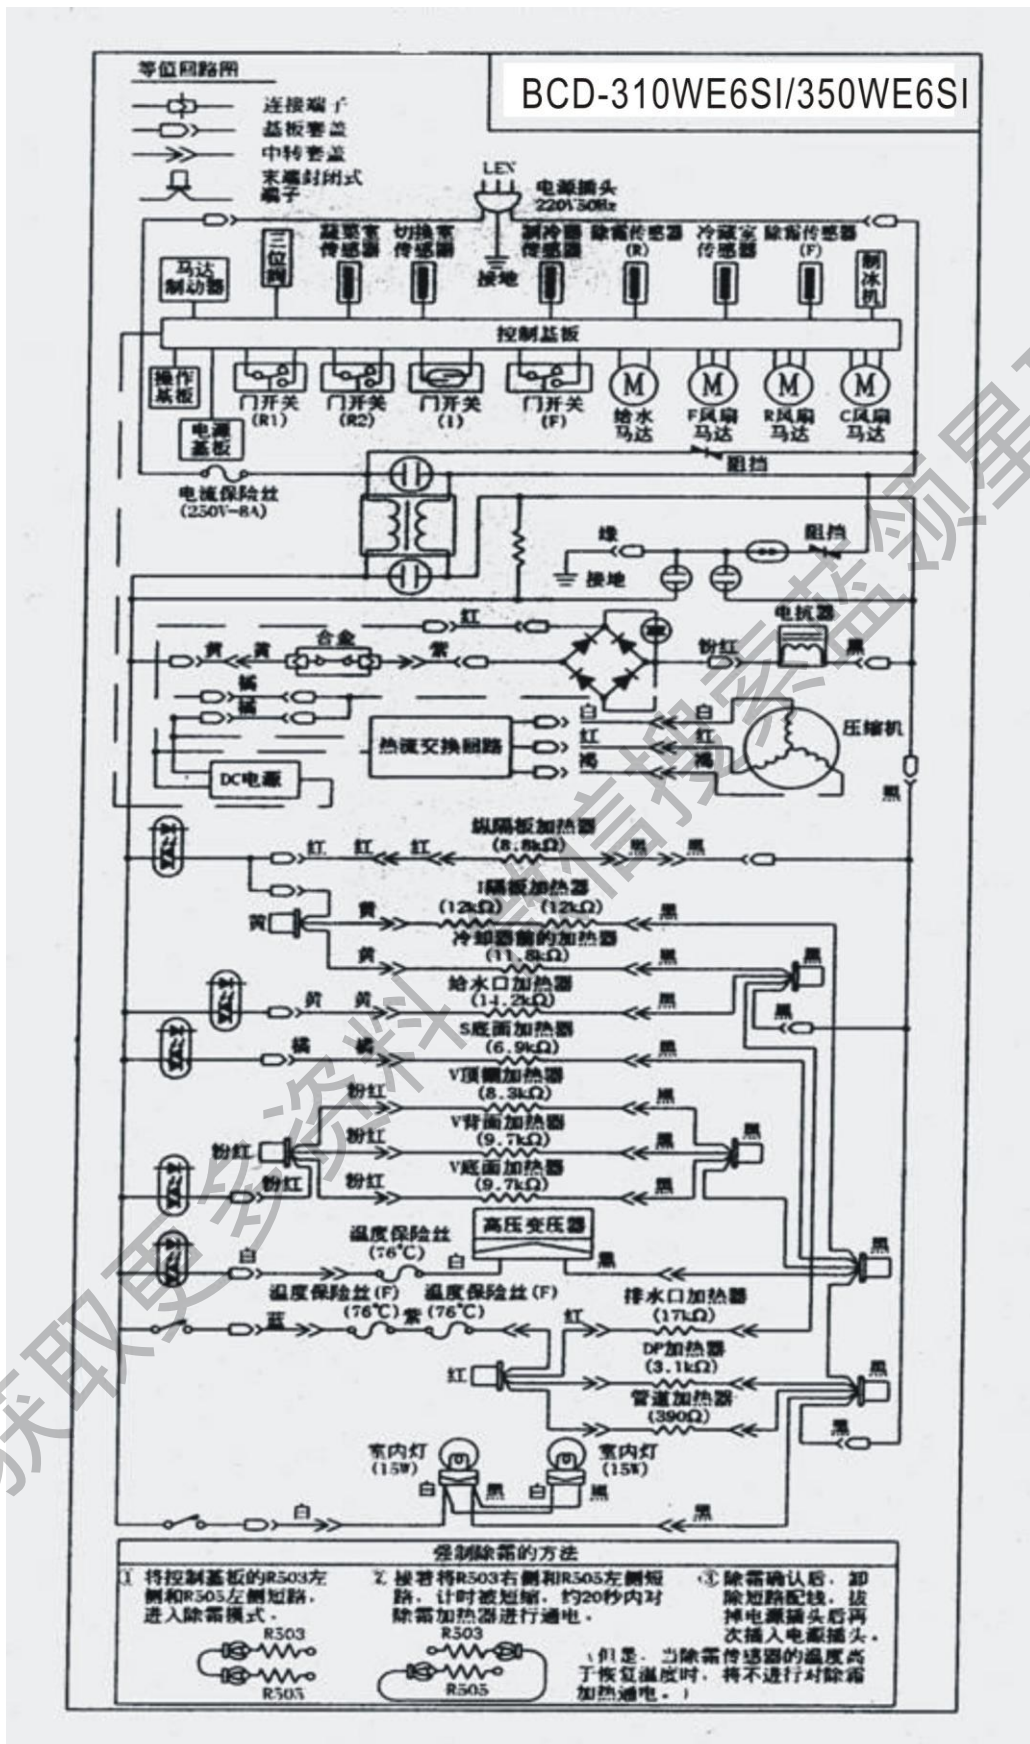 等值回路图
BCD-310WE6SI/350WE6SI
连接端子
基板套盖
中转套盖
末端封闭式
端子
LEN
电源插头
220V50Hz
接地
三位阀
蔬菜室
传感器
切换室
传感器
制冷器
传感器
除霜传感器
(R)
冷藏室
传感器
除霜传感器
(F)
制冰机
马达
制动器
控制基板
操作
基板
电源
基板
门开关
(R1)
门开关
(R2)
门开关
(I)
门开关
(F)
M
给水
马达
M
F风扇
马达
M
R风扇
马达
M
C风扇
马达
阻挡
电流保险丝
(250V-8A)
绿
接地
阻挡
红
电抗器
黄
黄
合金
紫
粉红
黑
橘
橘
热流交换回路
白
白
红
红
褐
褐
压缩机
DC电源
黑
纵隔板加热器
(8.8kΩ)
红
红
红
黑
黑
I隔板加热器
(12kΩ)
(12kΩ)
黄
黄
黑
冷却器前的加热器
(11.8kΩ)
黄
黑
黑
给水口加热器
(14.2kΩ)
黄
黄
黑
黑
S底面加热器
(6.9kΩ)
橘
橘
黑
V顶棚加热器
(8.3kΩ)
粉红
黑
V背面加热器
(9.7kΩ)
粉红
粉红
黑
黑
V底面加热器
(9.7kΩ)
粉红
粉红
黑
高压变压器
温度保险丝
(76℃)
白
白
黑
黑
温度保险丝(F)
(76℃)
温度保险丝(F)
(76℃)
蓝
紫
排水口加热器
(17kΩ)
红
DP加热器
(3.1kΩ)
红
黑
管道加热器
(390Ω)
黑
室内灯
(15W)
室内灯
(15W)
白
黑
白
黑
白
黑
强制除霜的方法
① 将控制基板的R503左
侧和R505左侧短路，
进入除霜模式。
R503
R505
② 接着将R503右侧和R505左侧短
路，计时被短缩，约20秒内对
除霜加热器进行通电。
R503
R505
③ 除霜确认后，卸
除短路配线，拔
掉电源插头后再
次插入电源插头。
(但是，当除霜传感器的温度高
于恢复温度时，将不进行对除霜
加热通电。)